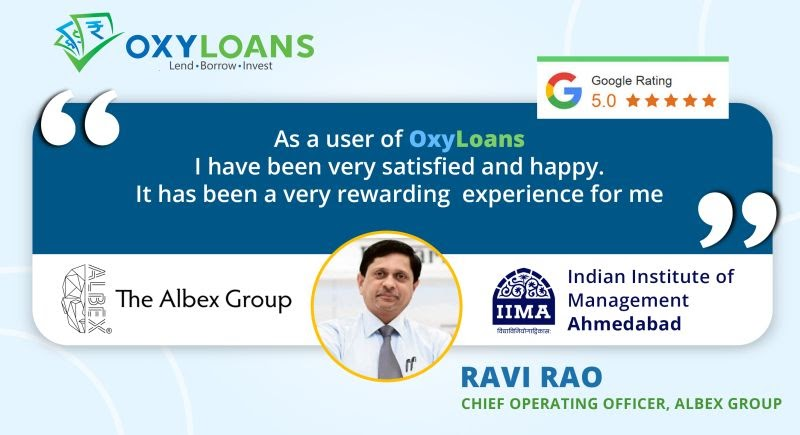 OXYLOANS
Lend•Borrow•Invest
Google Rating
5.0
As a user of OxyLoans
I have been very satisfied and happy.
It has been a very rewarding experience for me
ALBEX®
The Albex Group
IIMA
Indian Institute of
Management
Ahmedabad
RAVI RAO
CHIEF OPERATING OFFICER, ALBEX GROUP